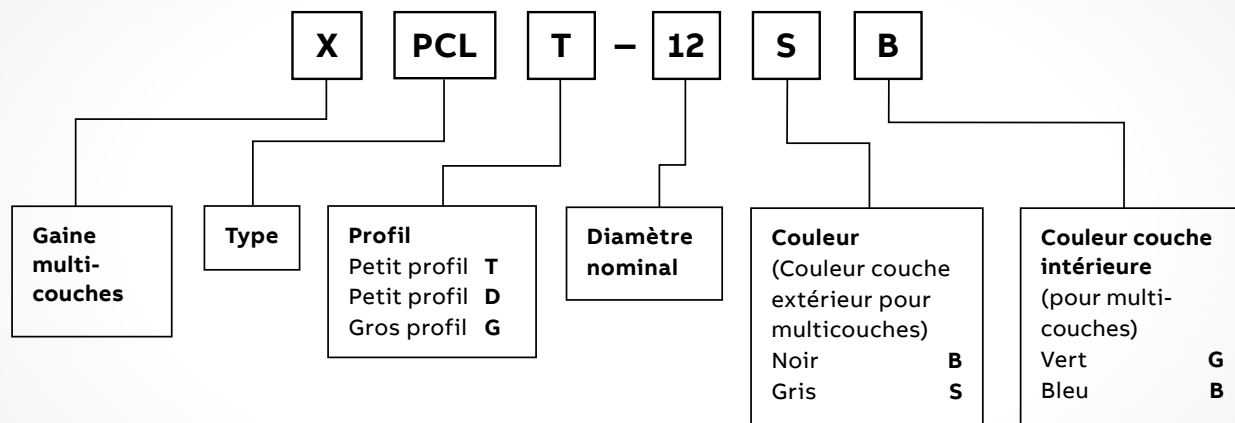 X PCL T – 12 S B
Gaine
multi-
couches
Type
Profil
Petit profil T
Petit profil D
Gros profil G
Diamètre
nominal
Couleur
(Couleur couche
extérieur pour
multicouches)
Noir B
Gris S
Couleur couche
intérieure
(pour multi-
couches)
Vert G
Bleu B